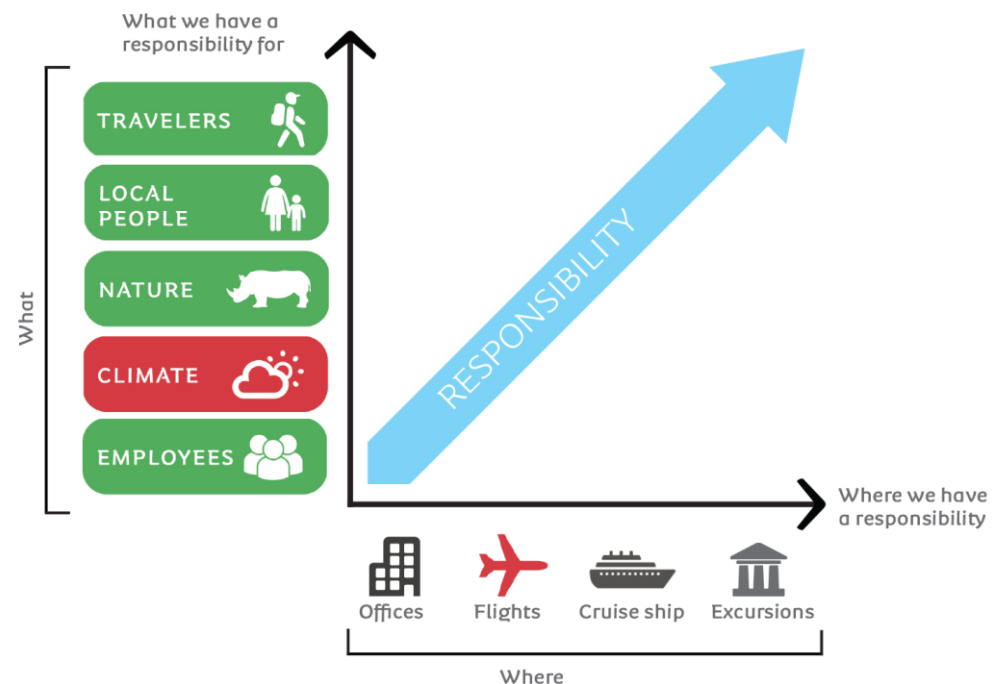 What we have a
responsibility for
What
TRAVELERS
LOCAL
PEOPLE
NATURE
CLIMATE
EMPLOYEES
RESPONSIBILITY
Where we have
a responsibility
Offices
Flights
Cruise ship
Excursions
Where